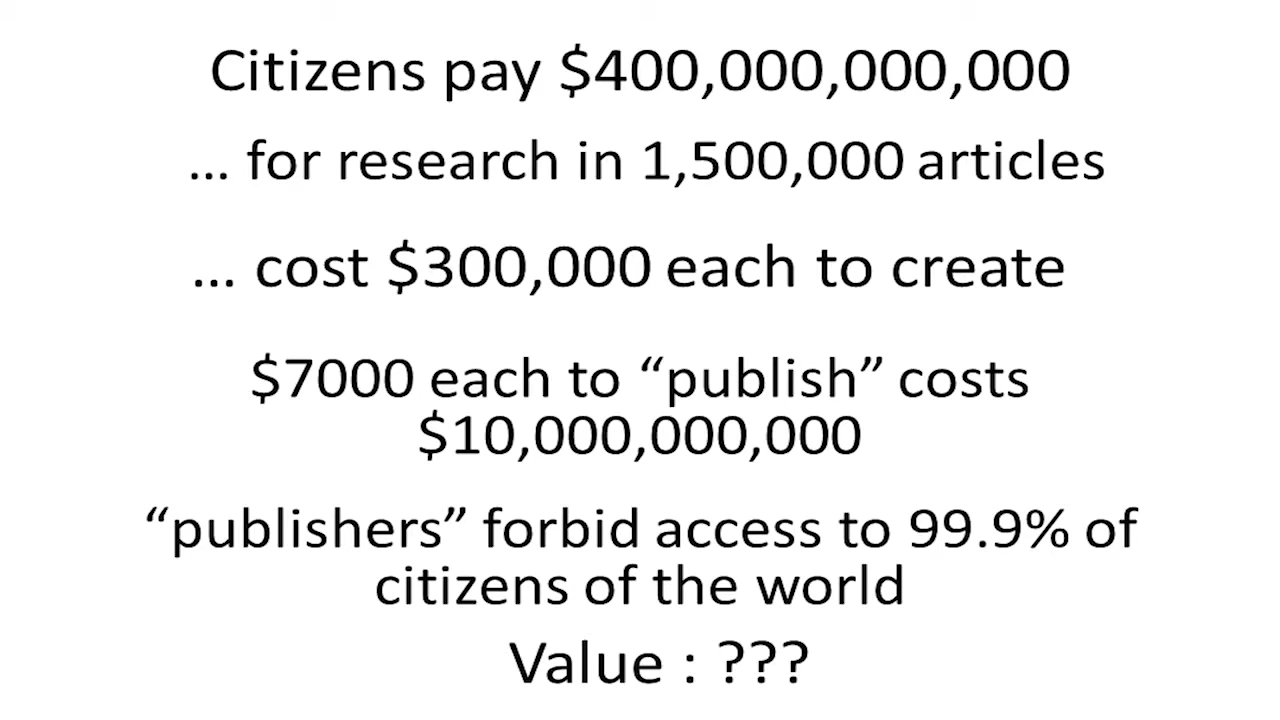 Citizens pay $400,000,000,000
... for research in 1,500,000 articles
... cost $300,000 each to create
$7000 each to “publish” costs
$10,000,000,000
“publishers” forbid access to 99.9% of
citizens of the world
Value : ???